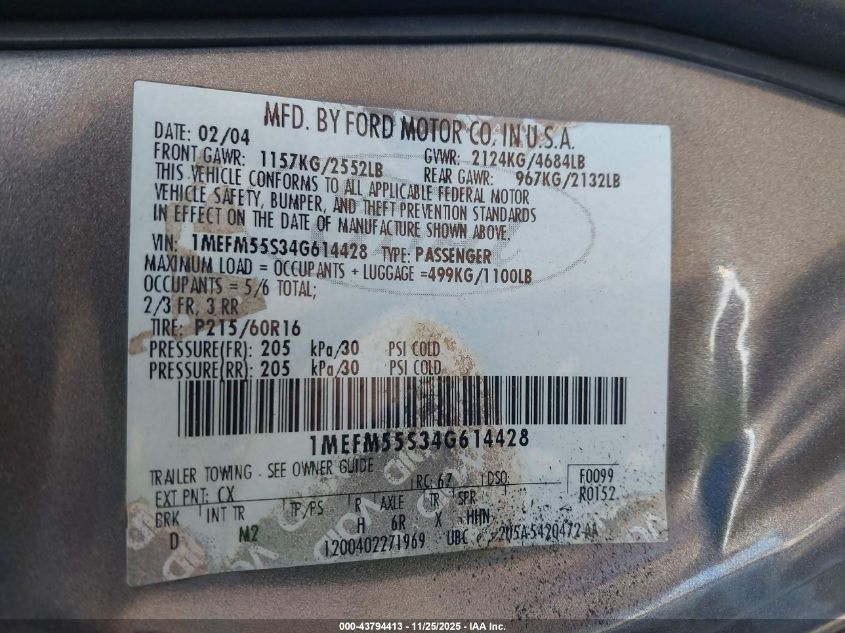 MFD. BY FORD MOTOR CO. IN U.S.A.
DATE: 02/04 GVWR: 2124KG/4684LB
FRONT GAWR: 1157KG/2552LB REAR GAWR: 967KG/2132LB
THIS VEHICLE CONFORMS TO ALL APPLICABLE FEDERAL MOTOR
VEHICLE SAFETY, BUMPER, AND THEFT PREVENTION STANDARDS
IN EFFECT ON THE DATE OF MANUFACTURE SHOWN ABOVE.
VIN: 1MEFM55S34G614428 TYPE: PASSENGER
MAXIMUM LOAD = OCCUPANTS + LUGGAGE =499KG/1100LB
OCCUPANTS = 5/6 TOTAL;
2/3 FR, 3 RR
TIRE: P215/60R16
PRESSURE(FR): 205 kPa/30 PSI COLD
PRESSURE(RR): 205 kPa/30 PSI COLD
1MEFM55S34G614428
TRAILER TOWING - SEE OWNER GUIDE
EXT PNT: CX RC: 67 DSO: F0099
R0152
BRK INT TR TP/PS R AXLE TR SPR
D M2 H 6R X HHN
1200402271969 UBC 2U5A-5420472-AA
VOID VOID VOID
000-43794413 - 11/25/2025 - IAA Inc.